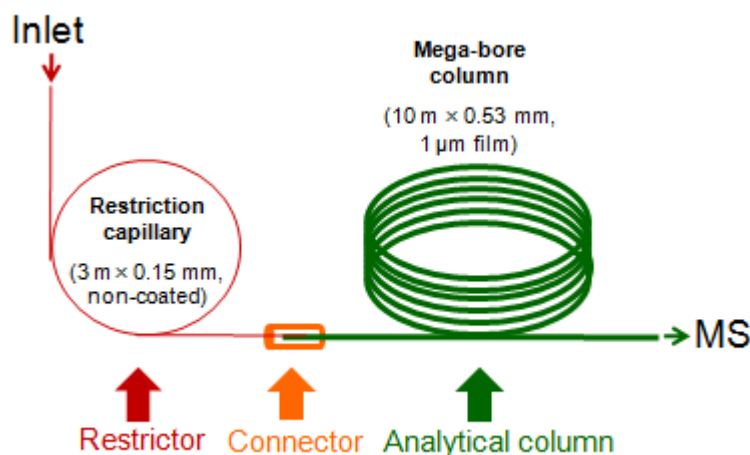 Inlet
Mega-bore
column
(10 m × 0.53 mm,
1 µm film)
Restriction
capillary
(3 m × 0.15 mm,
non-coated)
MS
Restrictor
Connector
Analytical column